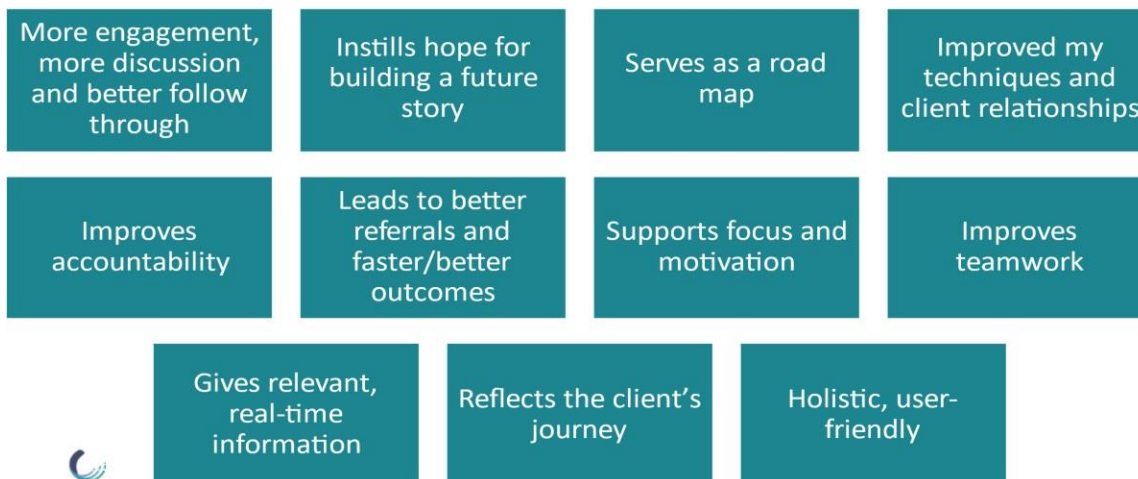 More engagement,
more discussion
and better follow
through
Instills hope for
building a future
story
Serves as a road
map
Improved my
techniques and
client relationships
Improves
accountability
Leads to better
referrals and
faster/better
outcomes
Supports focus and
motivation
Improves
teamwork
Gives relevant,
real-time
information
Reflects the client’s
journey
Holistic, user-
friendly